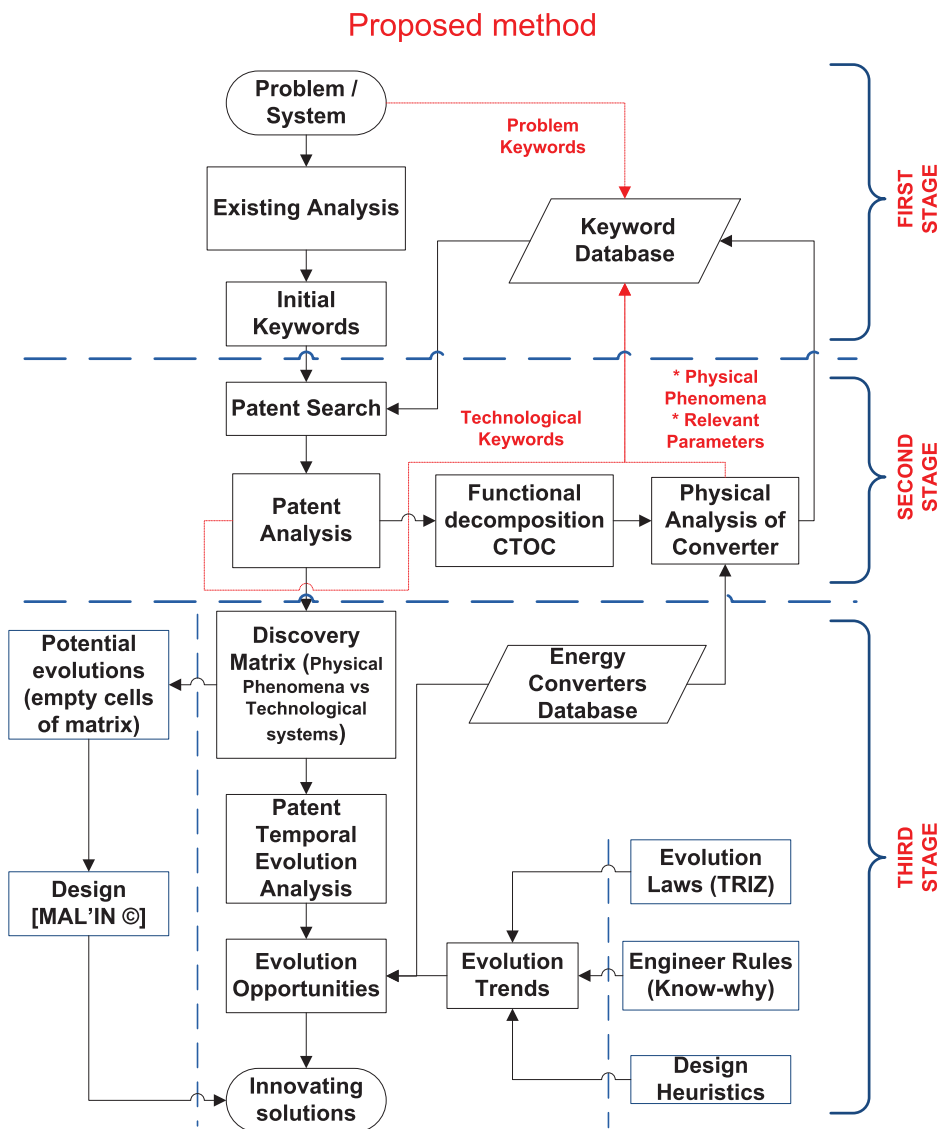 Proposed method
Problem /
System
Problem
Keywords
Existing Analysis
Keyword
Database
Initial
Keywords
FIRST
STAGE
Patent Search
Technological
Keywords
* Physical
Phenomena
* Relevant
Parameters
Patent
Analysis
Functional
decomposition
CTOC
Physical
Analysis of
Converter
SECOND
STAGE
Potential
evolutions
(empty cells
of matrix)
Discovery
Matrix (Physical
Phenomena vs
Technological
systems)
Energy
Converters
Database
Patent
Temporal
Evolution
Analysis
Design
[MAL'IN ©]
Evolution
Laws (TRIZ)
Evolution
Opportunities
Evolution
Trends
Engineer Rules
(Know-why)
Design
Heuristics
Innovating
solutions
THIRD
STAGE